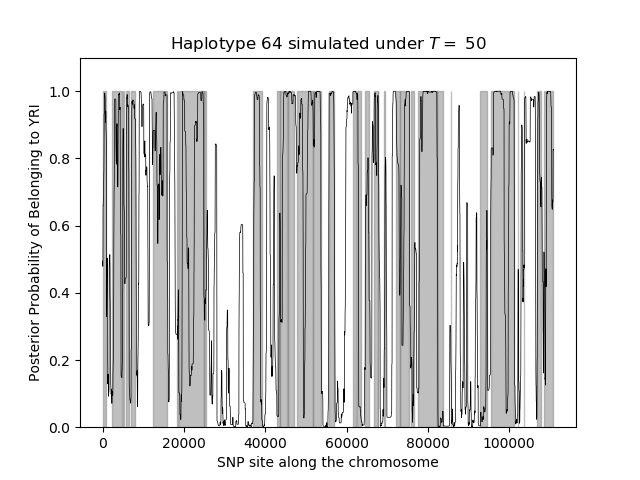 Haplotype 64 simulated under T = 50
Posterior Probability of Belonging to YRI
1.0
0.8
0.6
0.4
0.2
0.0
0 20000 40000 60000 80000 100000
SNP site along the chromosome